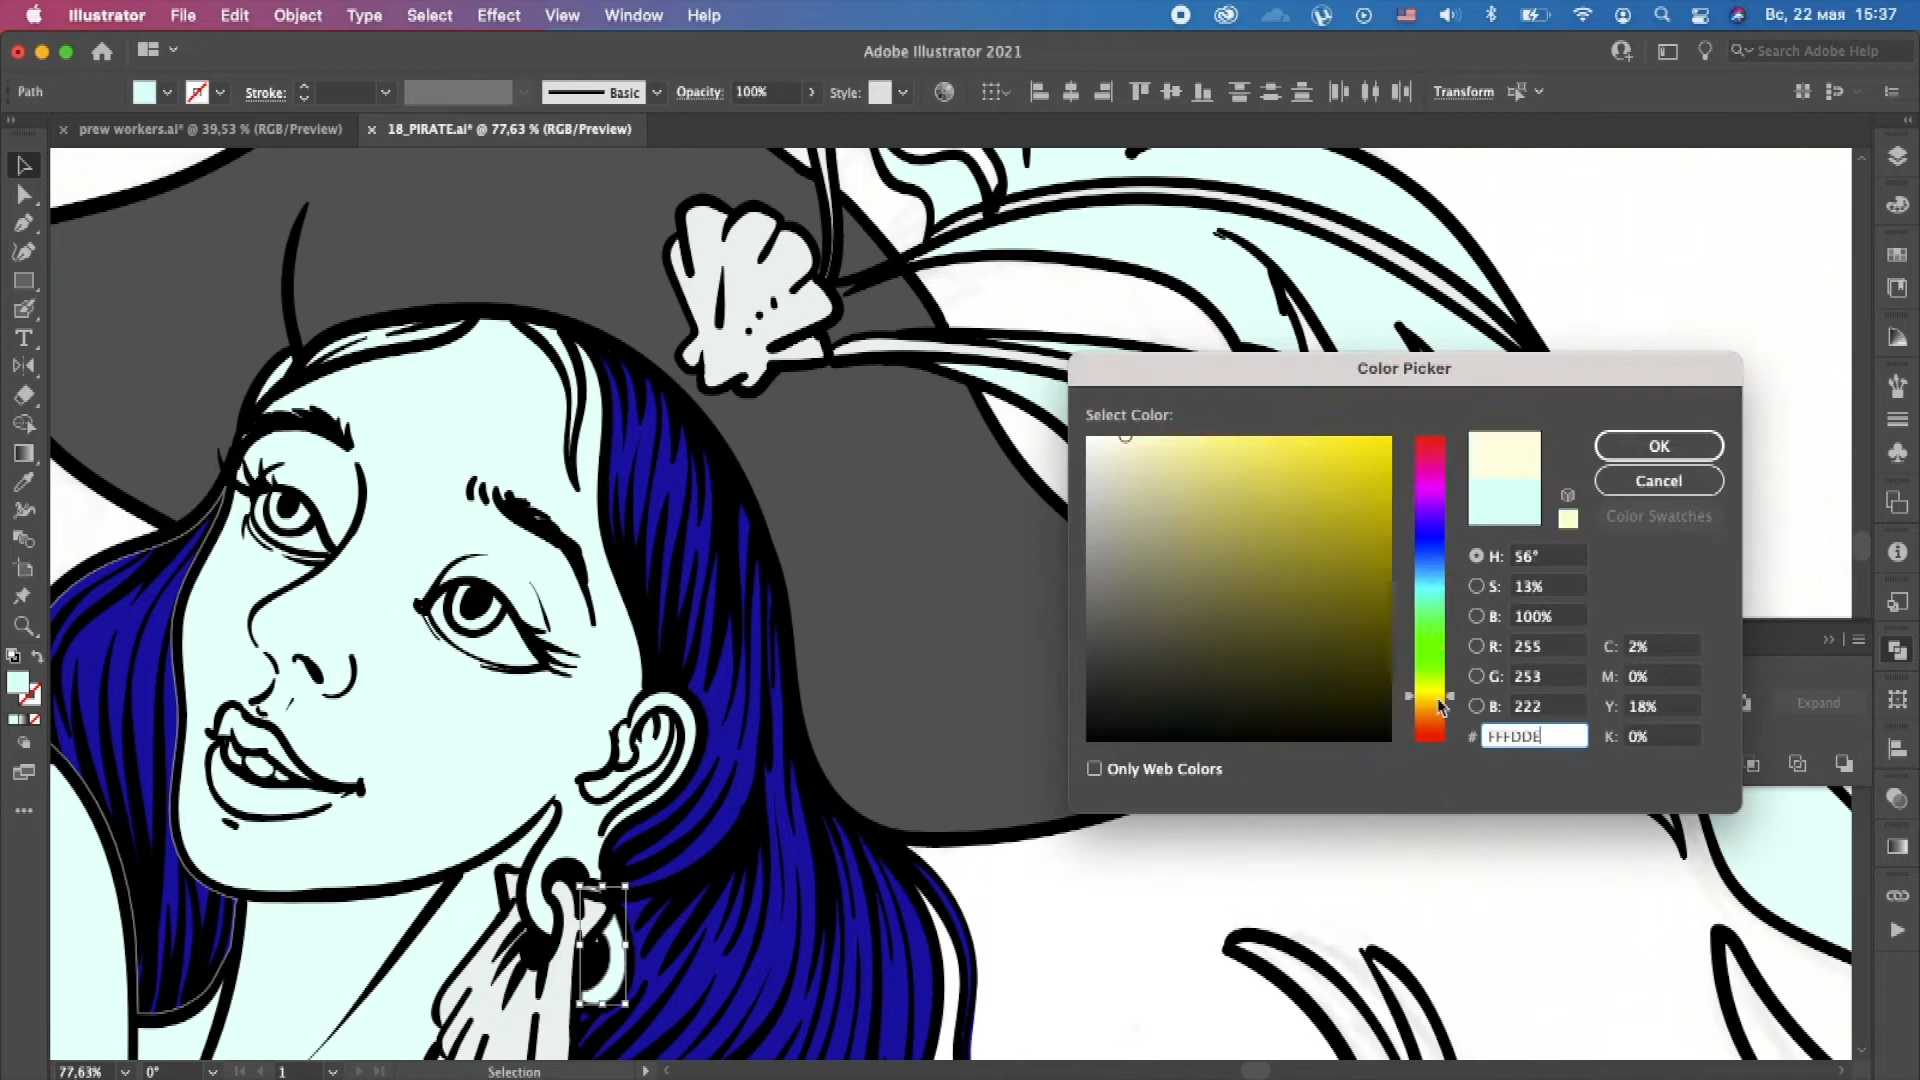 Illustrator File Edit Object Type Select Effect View Window Help Вс, 22 мая 15:37
Adobe Illustrator 2021
Search Adobe Help
Path Stroke: Basic Opacity: 100% Style: Transform
prew workers.ai* @ 39,53 % (RGB/Preview) 18_PIRATE.ai* @ 77,63 % (RGB/Preview)
Color Picker
Select Color:
OK
Cancel
Color Swatches
H: 56°
S: 13%
B: 100%
R: 255 C: 2%
G: 253 M: 0%
B: 222 Y: 18%
# FFFDDE K: 0%
Only Web Colors
Expand
77,63% 0° 1 Selection